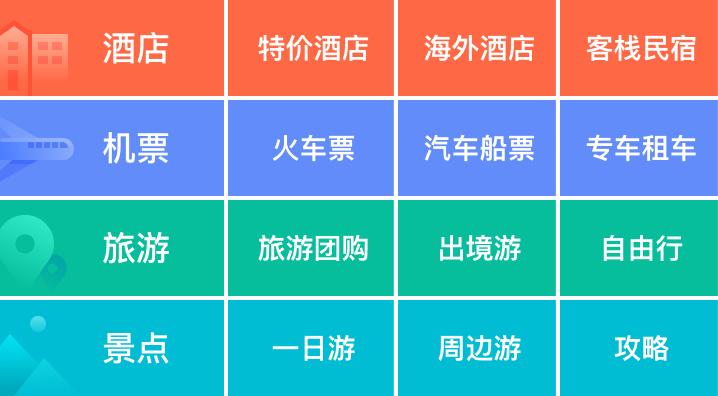 酒店 特价酒店 海外酒店 客栈民宿
机票 火车票 汽车船票 专车租车
旅游 旅游团购 出境游 自由行
景点 一日游 周边游 攻略